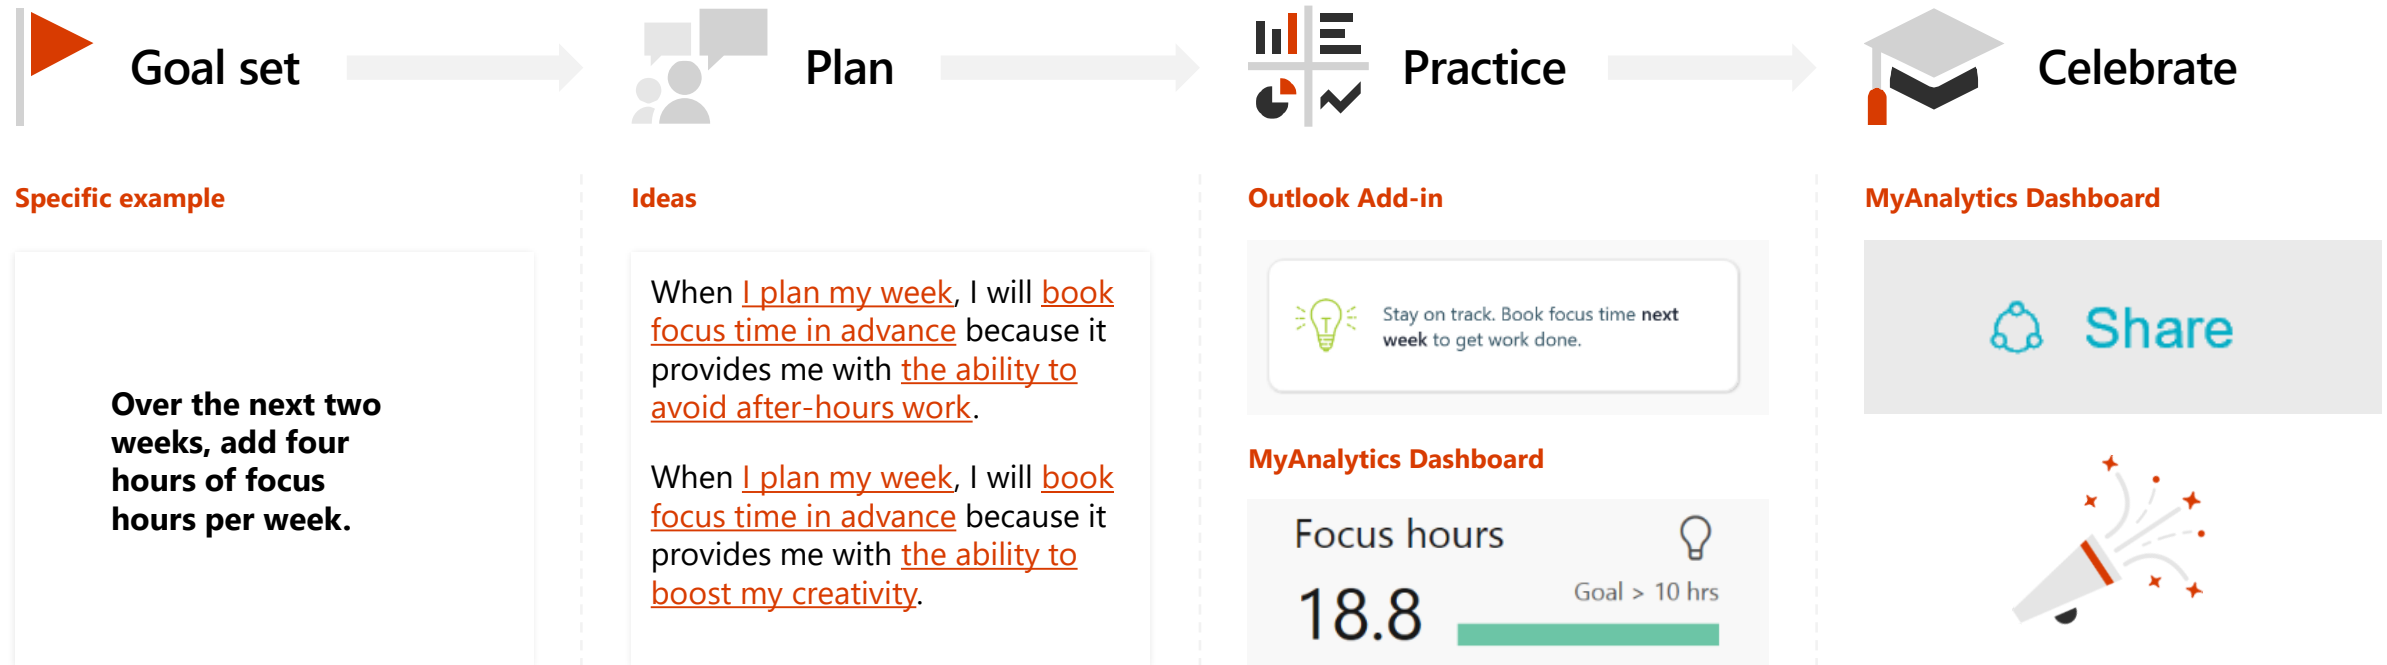 Goal set
Plan
Practice
Celebrate
Specific example
Over the next two
weeks, add four
hours of focus
hours per week.
Ideas
When I plan my week, I will book
focus time in advance because it
provides me with the ability to
avoid after-hours work.
When I plan my week, I will book
focus time in advance because it
provides me with the ability to
boost my creativity.
Outlook Add-in
Stay on track. Book focus time next
week to get work done.
MyAnalytics Dashboard
Focus hours
18.8
Goal > 10 hrs
MyAnalytics Dashboard
Share